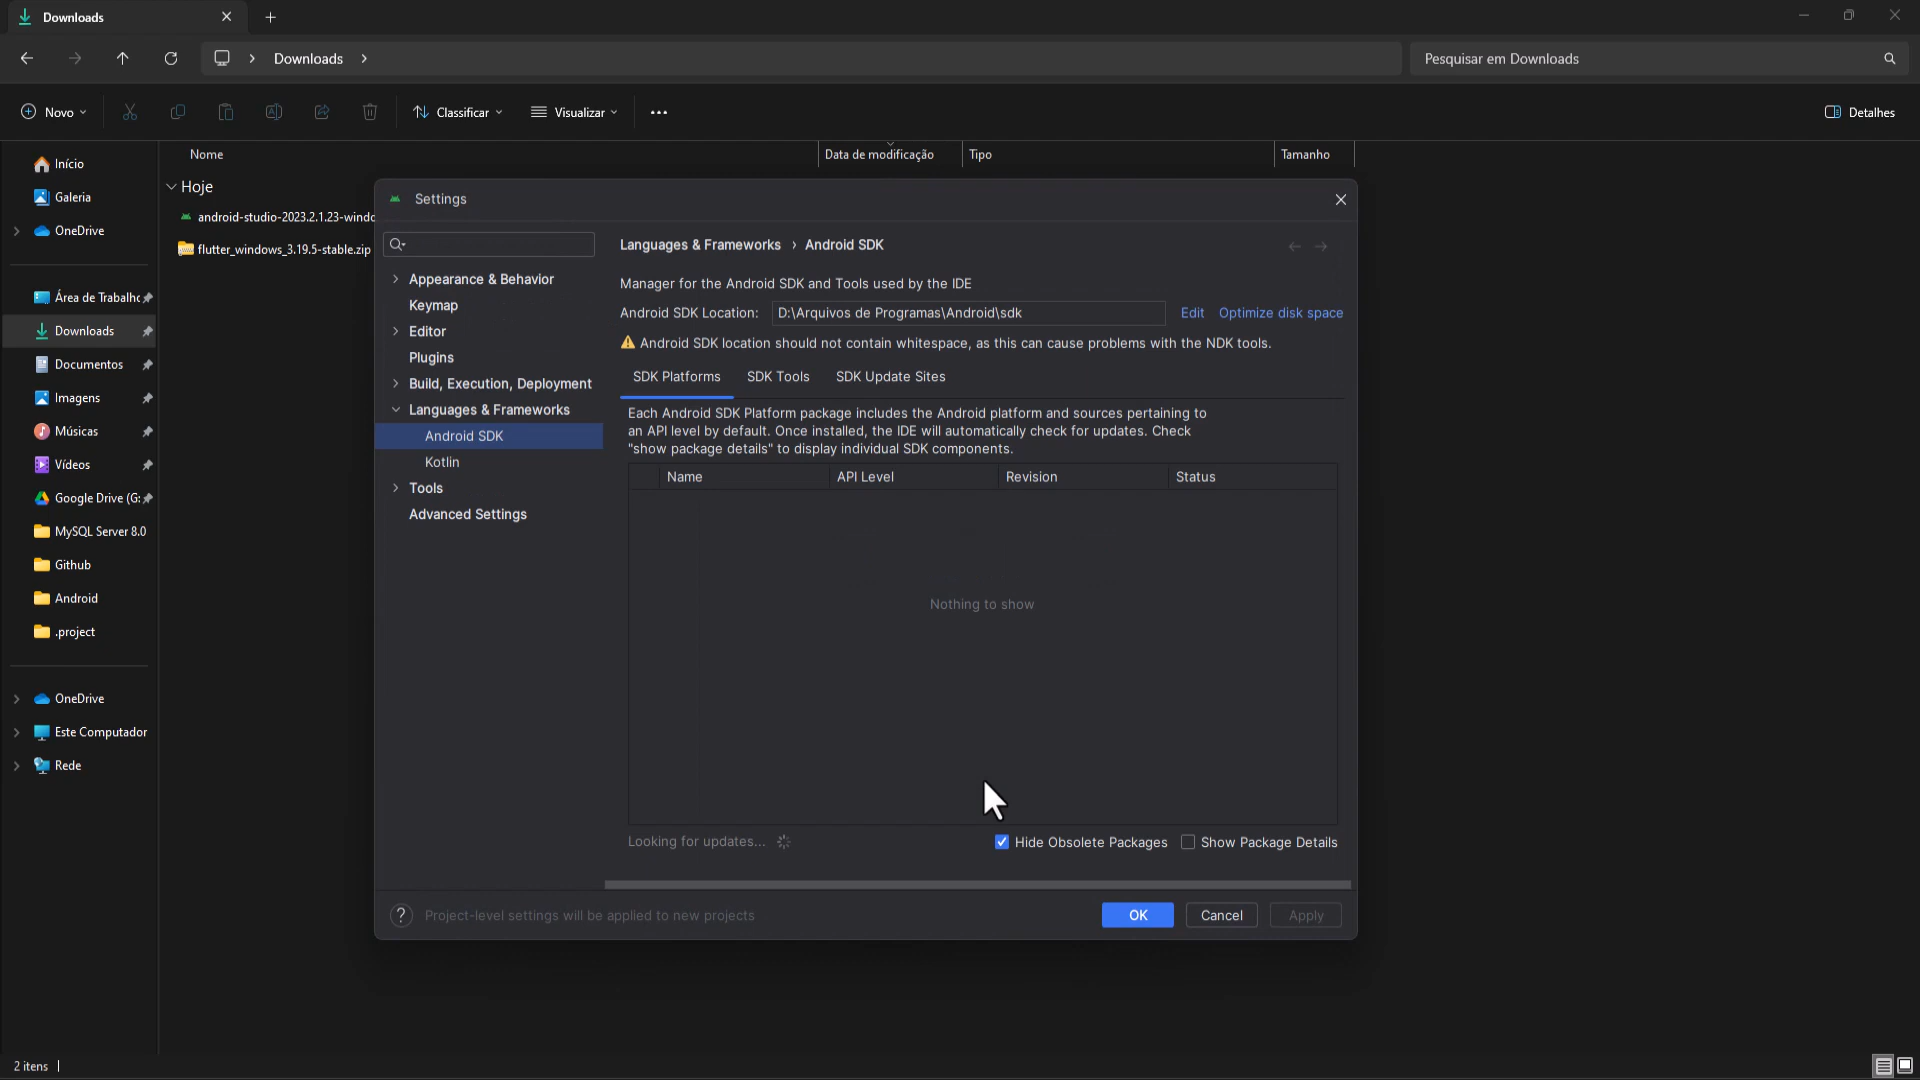 Downloads
Downloads
Pesquisar em Downloads
Novo
Classificar
Visualizar
Detalhes
Início
Galeria
OneDrive
Área de Trabalho
Downloads
Documentos
Imagens
Músicas
Vídeos
Google Drive (G:
MySQL Server 8.0
Github
Android
.project
OneDrive
Este Computador
Rede
Nome
Data de modificação
Tipo
Tamanho
Hoje
android-studio-2023.2.1.23-windo
flutter_windows_3.19.5-stable.zip
Settings
Appearance & Behavior
Keymap
Editor
Plugins
Build, Execution, Deployment
Languages & Frameworks
Android SDK
Kotlin
Tools
Advanced Settings
Languages & Frameworks › Android SDK
Manager for the Android SDK and Tools used by the IDE
Android SDK Location: D:\Arquivos de Programas\Android\sdk Edit Optimize disk space
Android SDK location should not contain whitespace, as this can cause problems with the NDK tools.
SDK Platforms SDK Tools SDK Update Sites
Each Android SDK Platform package includes the Android platform and sources pertaining to
an API level by default. Once installed, the IDE will automatically check for updates. Check
"show package details" to display individual SDK components.
Name API Level Revision Status
Nothing to show
Looking for updates...
Hide Obsolete Packages Show Package Details
? Project-level settings will be applied to new projects
OK Cancel Apply
2 itens